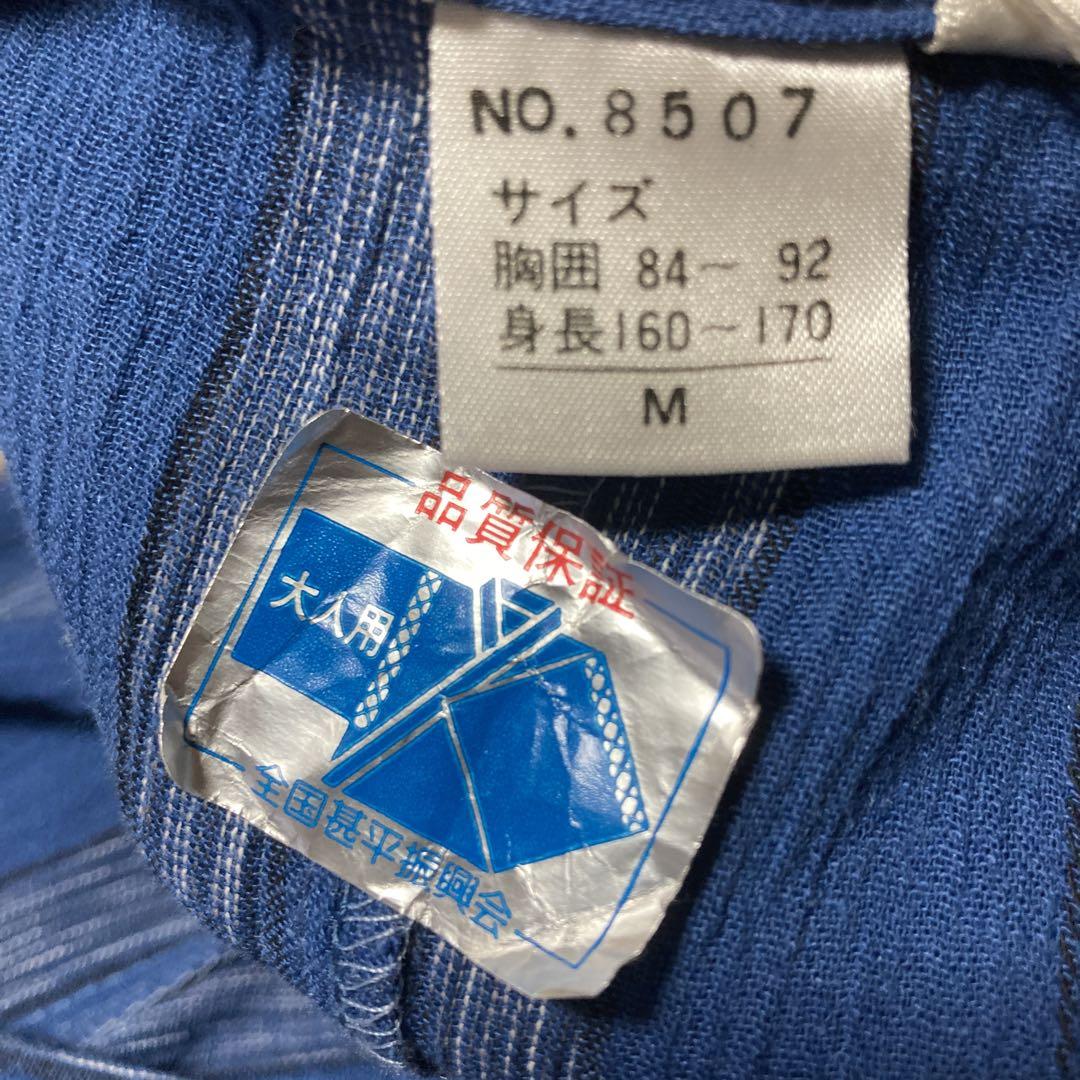 NO. 8507
サイズ
胸囲 84～ 92
身長160～170
M
品質保証
大人用
全国甚平振興会